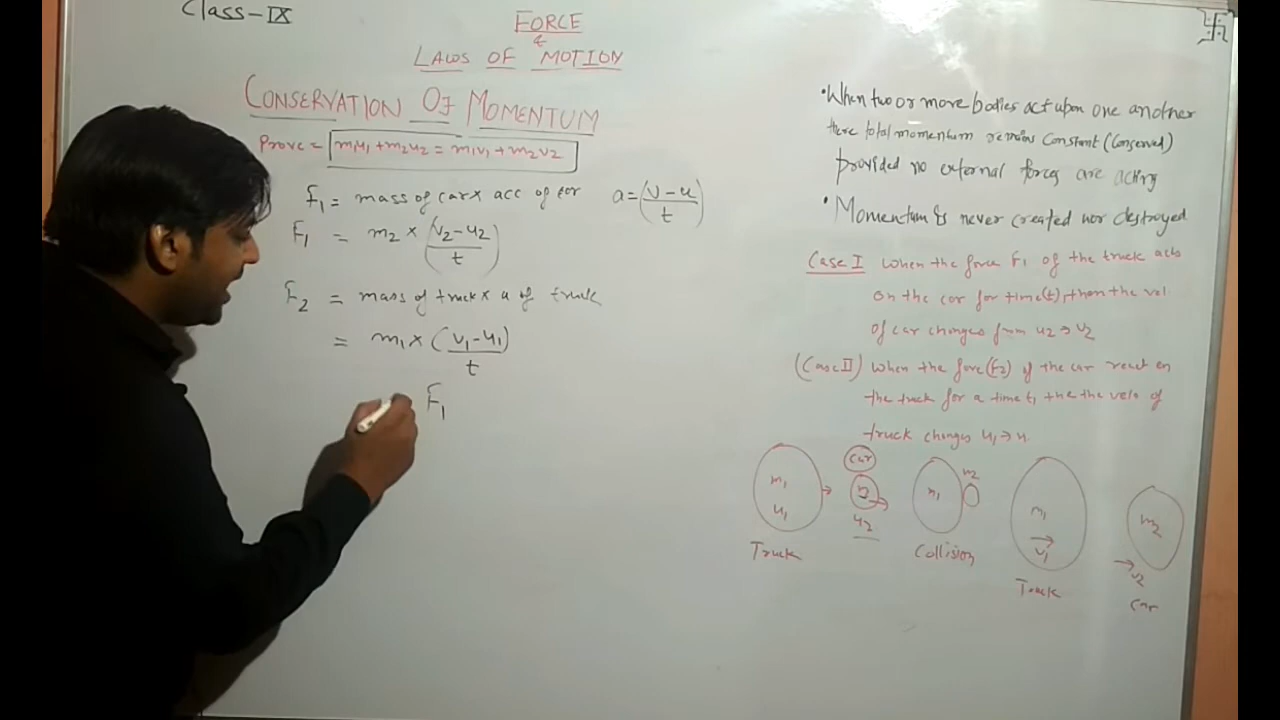 Class-IX
FORCE
&
LAWS OF MOTION
CONSERVATION Of MOMENTUM
Prove = m1u1 + m2u2 = m1v1 + m2v2
F1 = mass of car x acc of car a = (v-u / t)
F1 = m2 × (v2-u2 / t)
F2 = mass of truck x a of truck
= m1 × (v1-u1) / t
F1
• When two or more bodies act upon one another
there total momentum remains Constant (Conserved)
provided no external forces are acting
• Momentum is never created nor destroyed
Case I When the force F1 of the truck acts
on the car for time(t), then the vel.
of car changes from u2 → v2
(Case II) When the force(F2) of the car react on
the truck for a time t, the the velo of
truck changes u1 → u
m1
u1
Truck
car
u2
m1
m2
Collision
m1
v1
Truck
m2
v2
Car